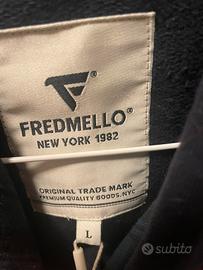 FREDMELLO®
NEW YORK 1982
ORIGINAL TRADE MARK
PREMIUM QUALITY GOODS. NYC
L
subito